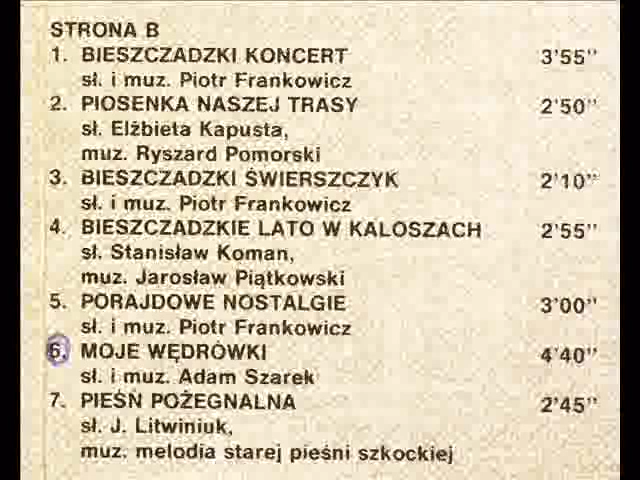 STRONA B
1. BIESZCZADZKI KONCERT 3'55"
sł. i muz. Piotr Frankowicz
2. PIOSENKA NASZEJ TRASY 2'50"
sł. Elżbieta Kapusta,
muz. Ryszard Pomorski
3. BIESZCZADZKI ŚWIERSZCZYK 2'10"
sł. i muz. Piotr Frankowicz
4. BIESZCZADZKIE LATO W KALOSZACH 2'55"
sł. Stanisław Koman,
muz. Jarosław Piątkowski
5. PORAJDOWE NOSTALGIE 3'00"
sł. i muz. Piotr Frankowicz
6. MOJE WĘDRÓWKI 4'40"
sł. i muz. Adam Szarek
7. PIEŚŃ POŻEGNALNA 2'45"
sł. J. Litwiniuk,
muz. melodia starej pieśni szkockiej